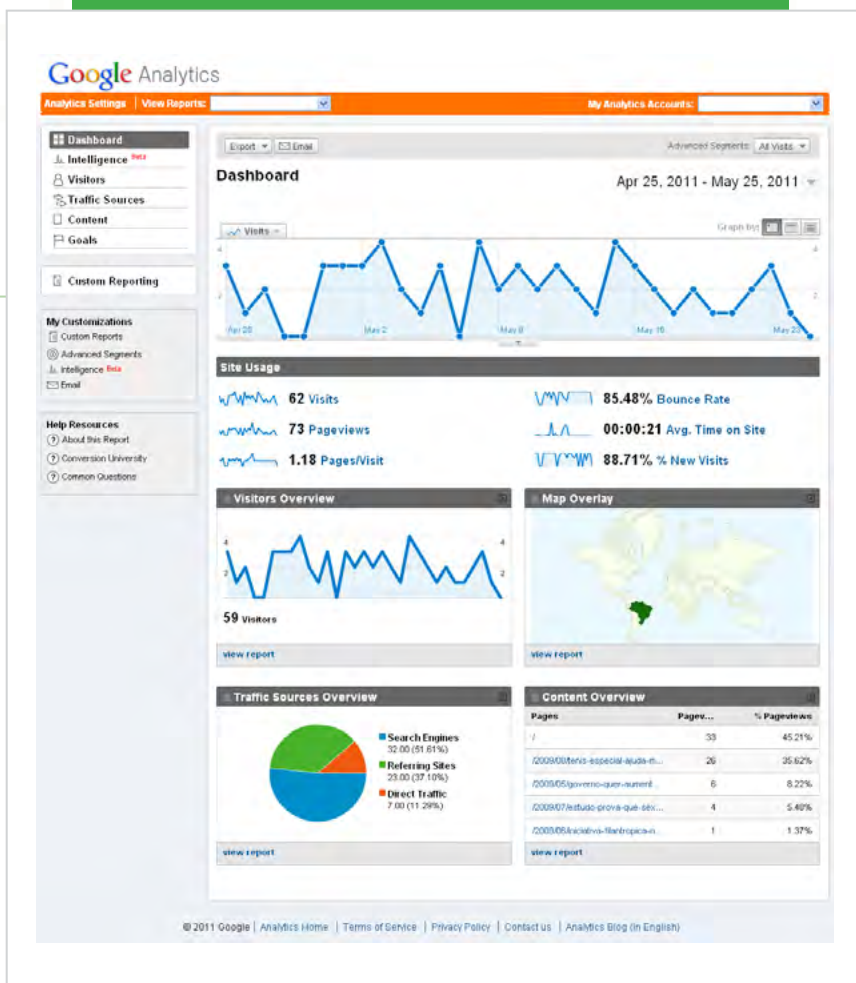 Google Analytics
Analytics Settings | View Reports: My Analytics Accounts:
Dashboard
Intelligence Beta
Visitors
Traffic Sources
Content
Goals
Custom Reporting
My Customizations
Custom Reports
Advanced Segments
Intelligence Beta
Email
Help Resources
About this Report
Conversion University
Common Questions
Export Email Advanced Segments: All Visits
Dashboard
Apr 25, 2011 - May 25, 2011
Visits Graph by:
4 4
2 2
May 2 May 9 May 16 May 23
Site Usage
62 Visits 85.48% Bounce Rate
73 Pageviews 00:00:21 Avg. Time on Site
1.18 Pages/Visit 88.71% % New Visits
Visitors Overview
4 4
2 2
59 Visitors
view report
Map Overlay
view report
Traffic Sources Overview
Search Engines
32.00 (51.61%)
Referring Sites
23.00 (37.10%)
Direct Traffic
7.00 (11.29%)
view report
Content Overview
Pages Pagev... % Pageviews
/ 33 45.21%
/2009/08/tenis-especial-ajuda-m... 26 35.62%
/2009/05/governo-quer-aument... 6 8.22%
/2009/07/estudo-prova-que-sex... 4 5.48%
1 1.37%
view report
© 2011 Google | Analytics Home | Terms of Service | Privacy Policy | Contact us | Analytics Blog (in English)